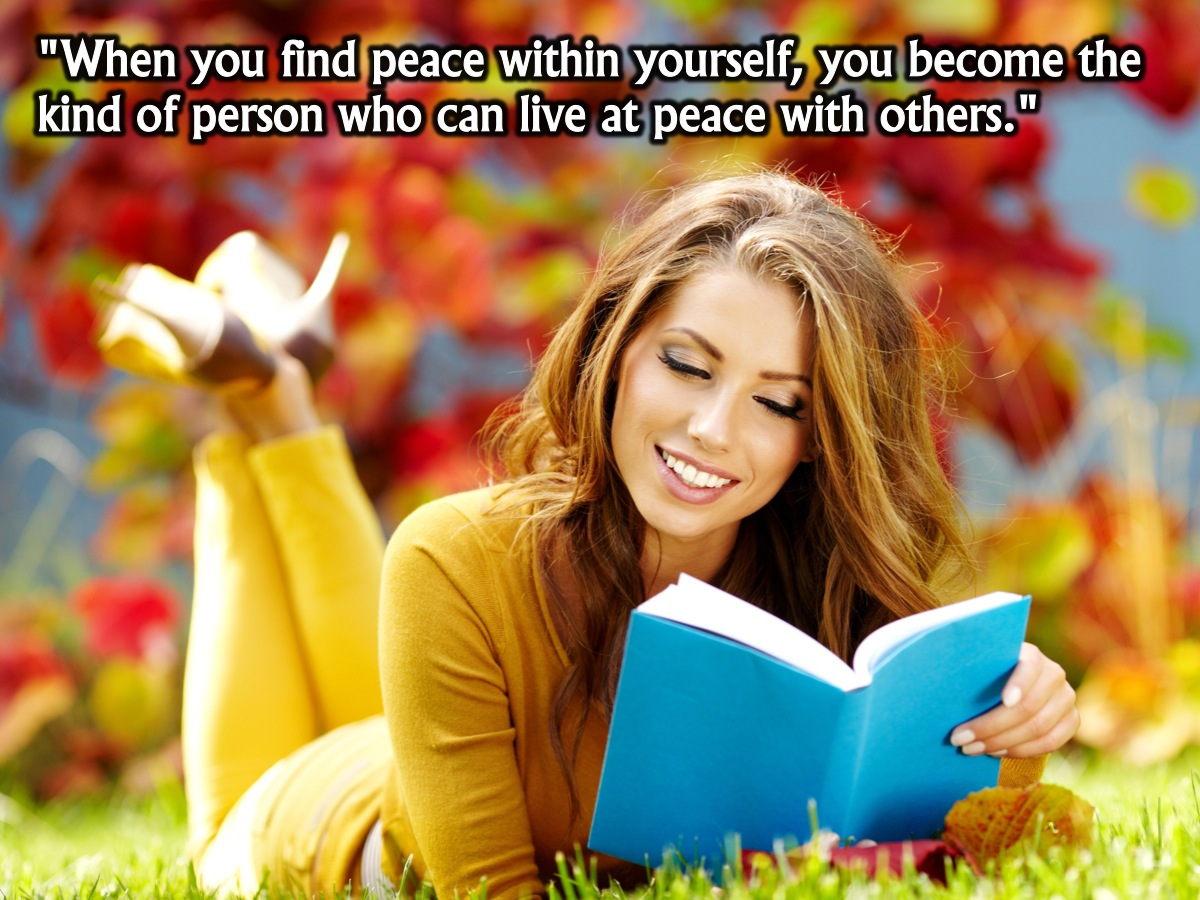 "When you find peace within yourself, you become the
kind of person who can live at peace with others."